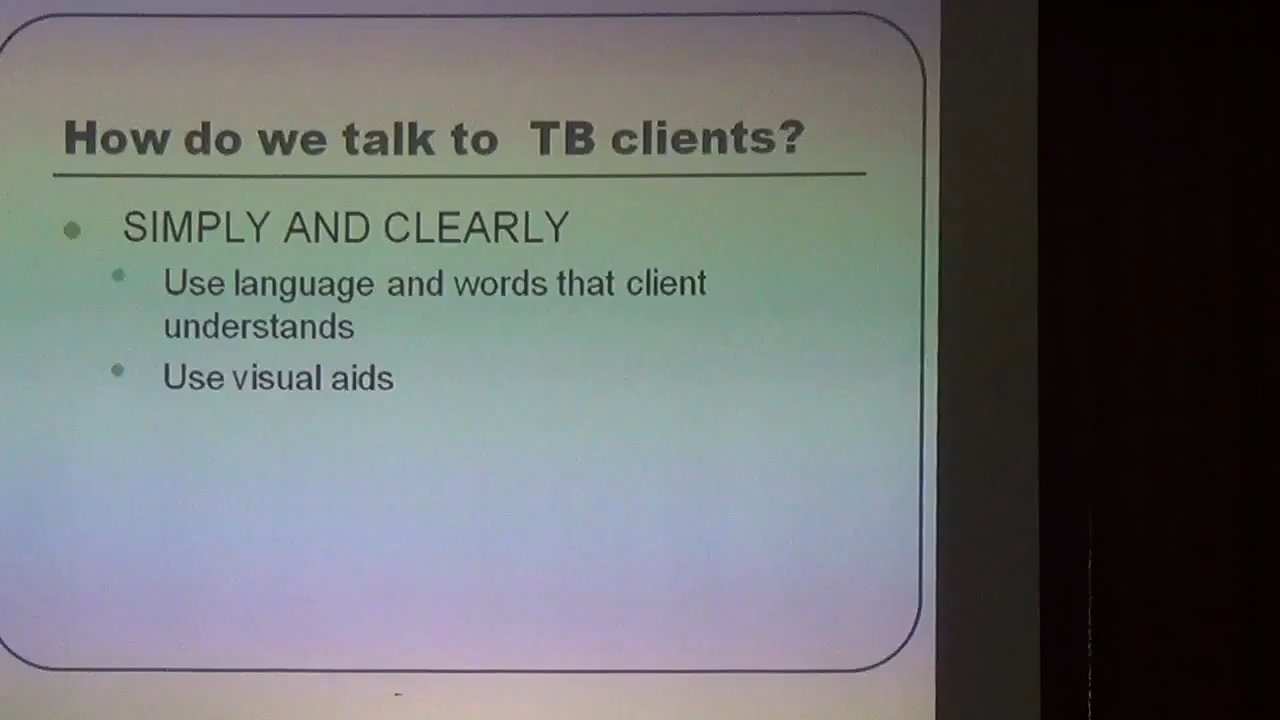 How do we talk to TB clients?
SIMPLY AND CLEARLY
Use language and words that client
understands
Use visual aids